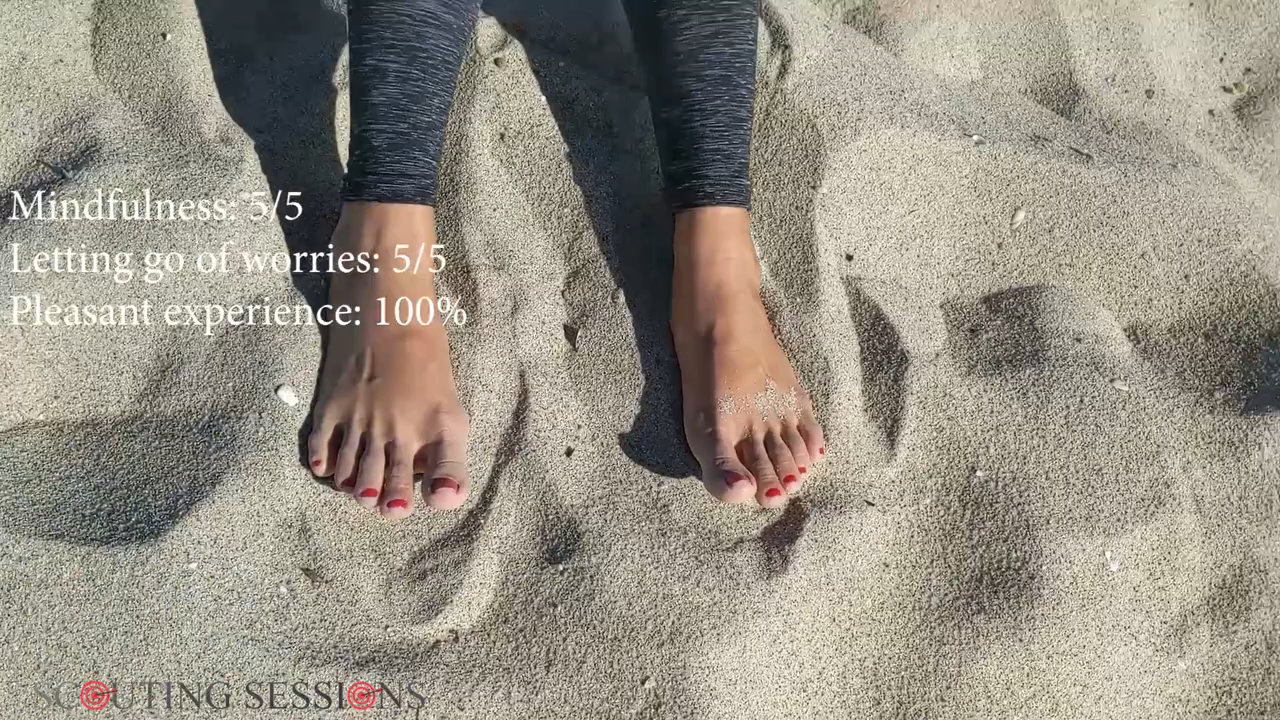 Mindfulness: 5/5
Letting go of worries: 5/5
Pleasant experience: 100%
SCOUTING SESSIONS